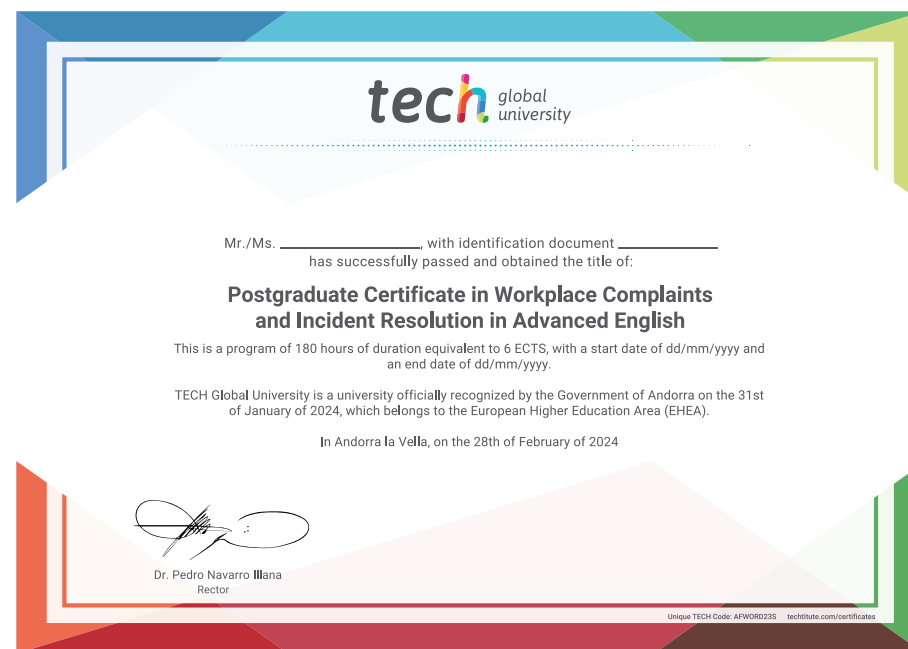 tech global
university
Mr./Ms. ____________________, with identification document ______________
has successfully passed and obtained the title of:
Postgraduate Certificate in Workplace Complaints
and Incident Resolution in Advanced English
This is a program of 180 hours of duration equivalent to 6 ECTS, with a start date of dd/mm/yyyy and
an end date of dd/mm/yyyy.
TECH Global University is a university officially recognized by the Government of Andorra on the 31st
of January of 2024, which belongs to the European Higher Education Area (EHEA).
In Andorra la Vella, on the 28th of February of 2024
Dr. Pedro Navarro Illana
Rector
Unique TECH Code: AFWORD23S techtitute.com/certificates